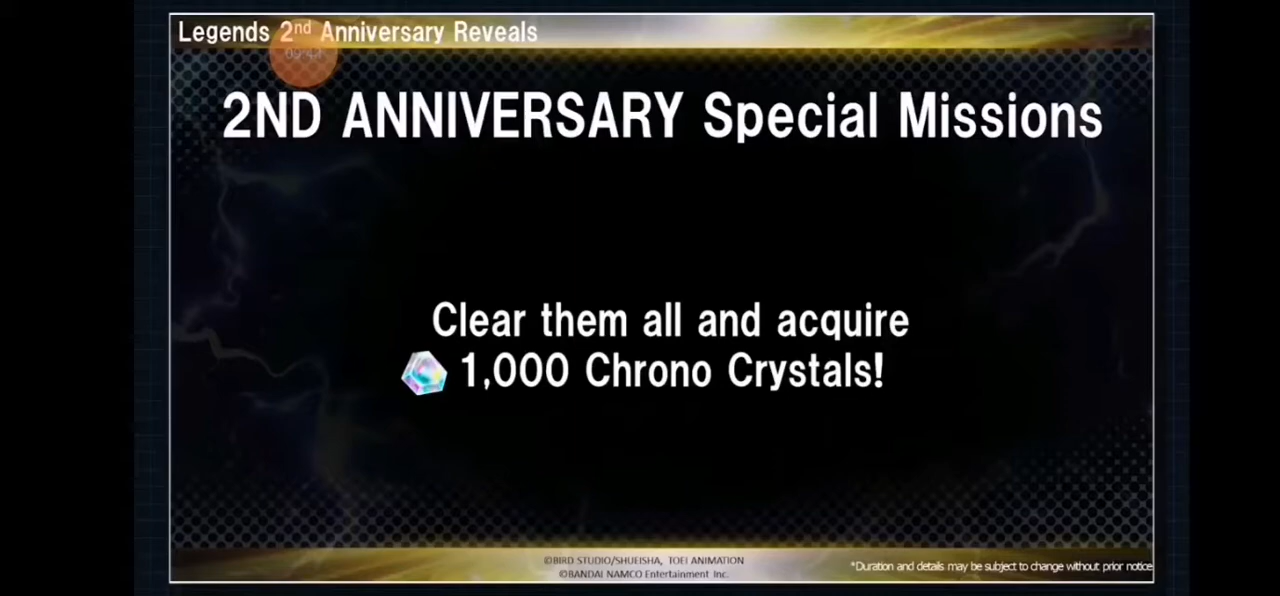 Legends 2nd Anniversary Reveals
2ND ANNIVERSARY Special Missions
Clear them all and acquire
1,000 Chrono Crystals!
©BIRD STUDIO/SHUEISHA, TOEI ANIMATION
©BANDAI NAMCO Entertainment Inc.
*Duration and details may be subject to change without prior notice